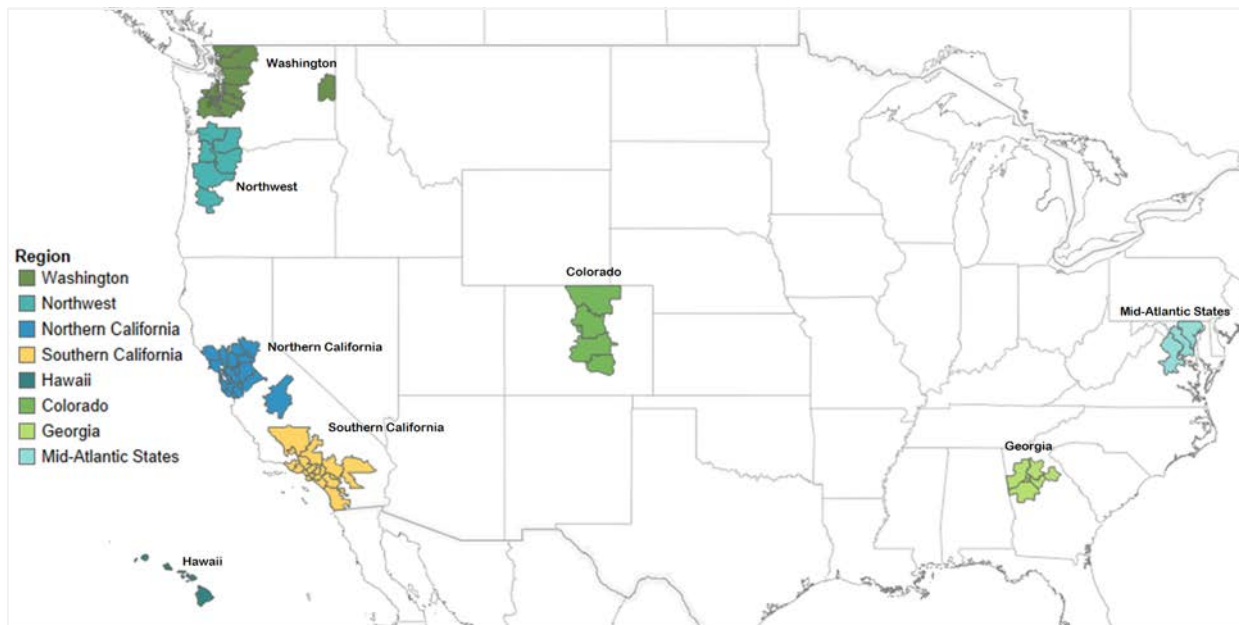 Washington
Northwest
Region
Washington
Northwest
Northern California
Southern California
Hawaii
Colorado
Georgia
Mid-Atlantic States
Colorado
Mid-Atlantic States
Northern California
Southern California
Georgia
Hawaii